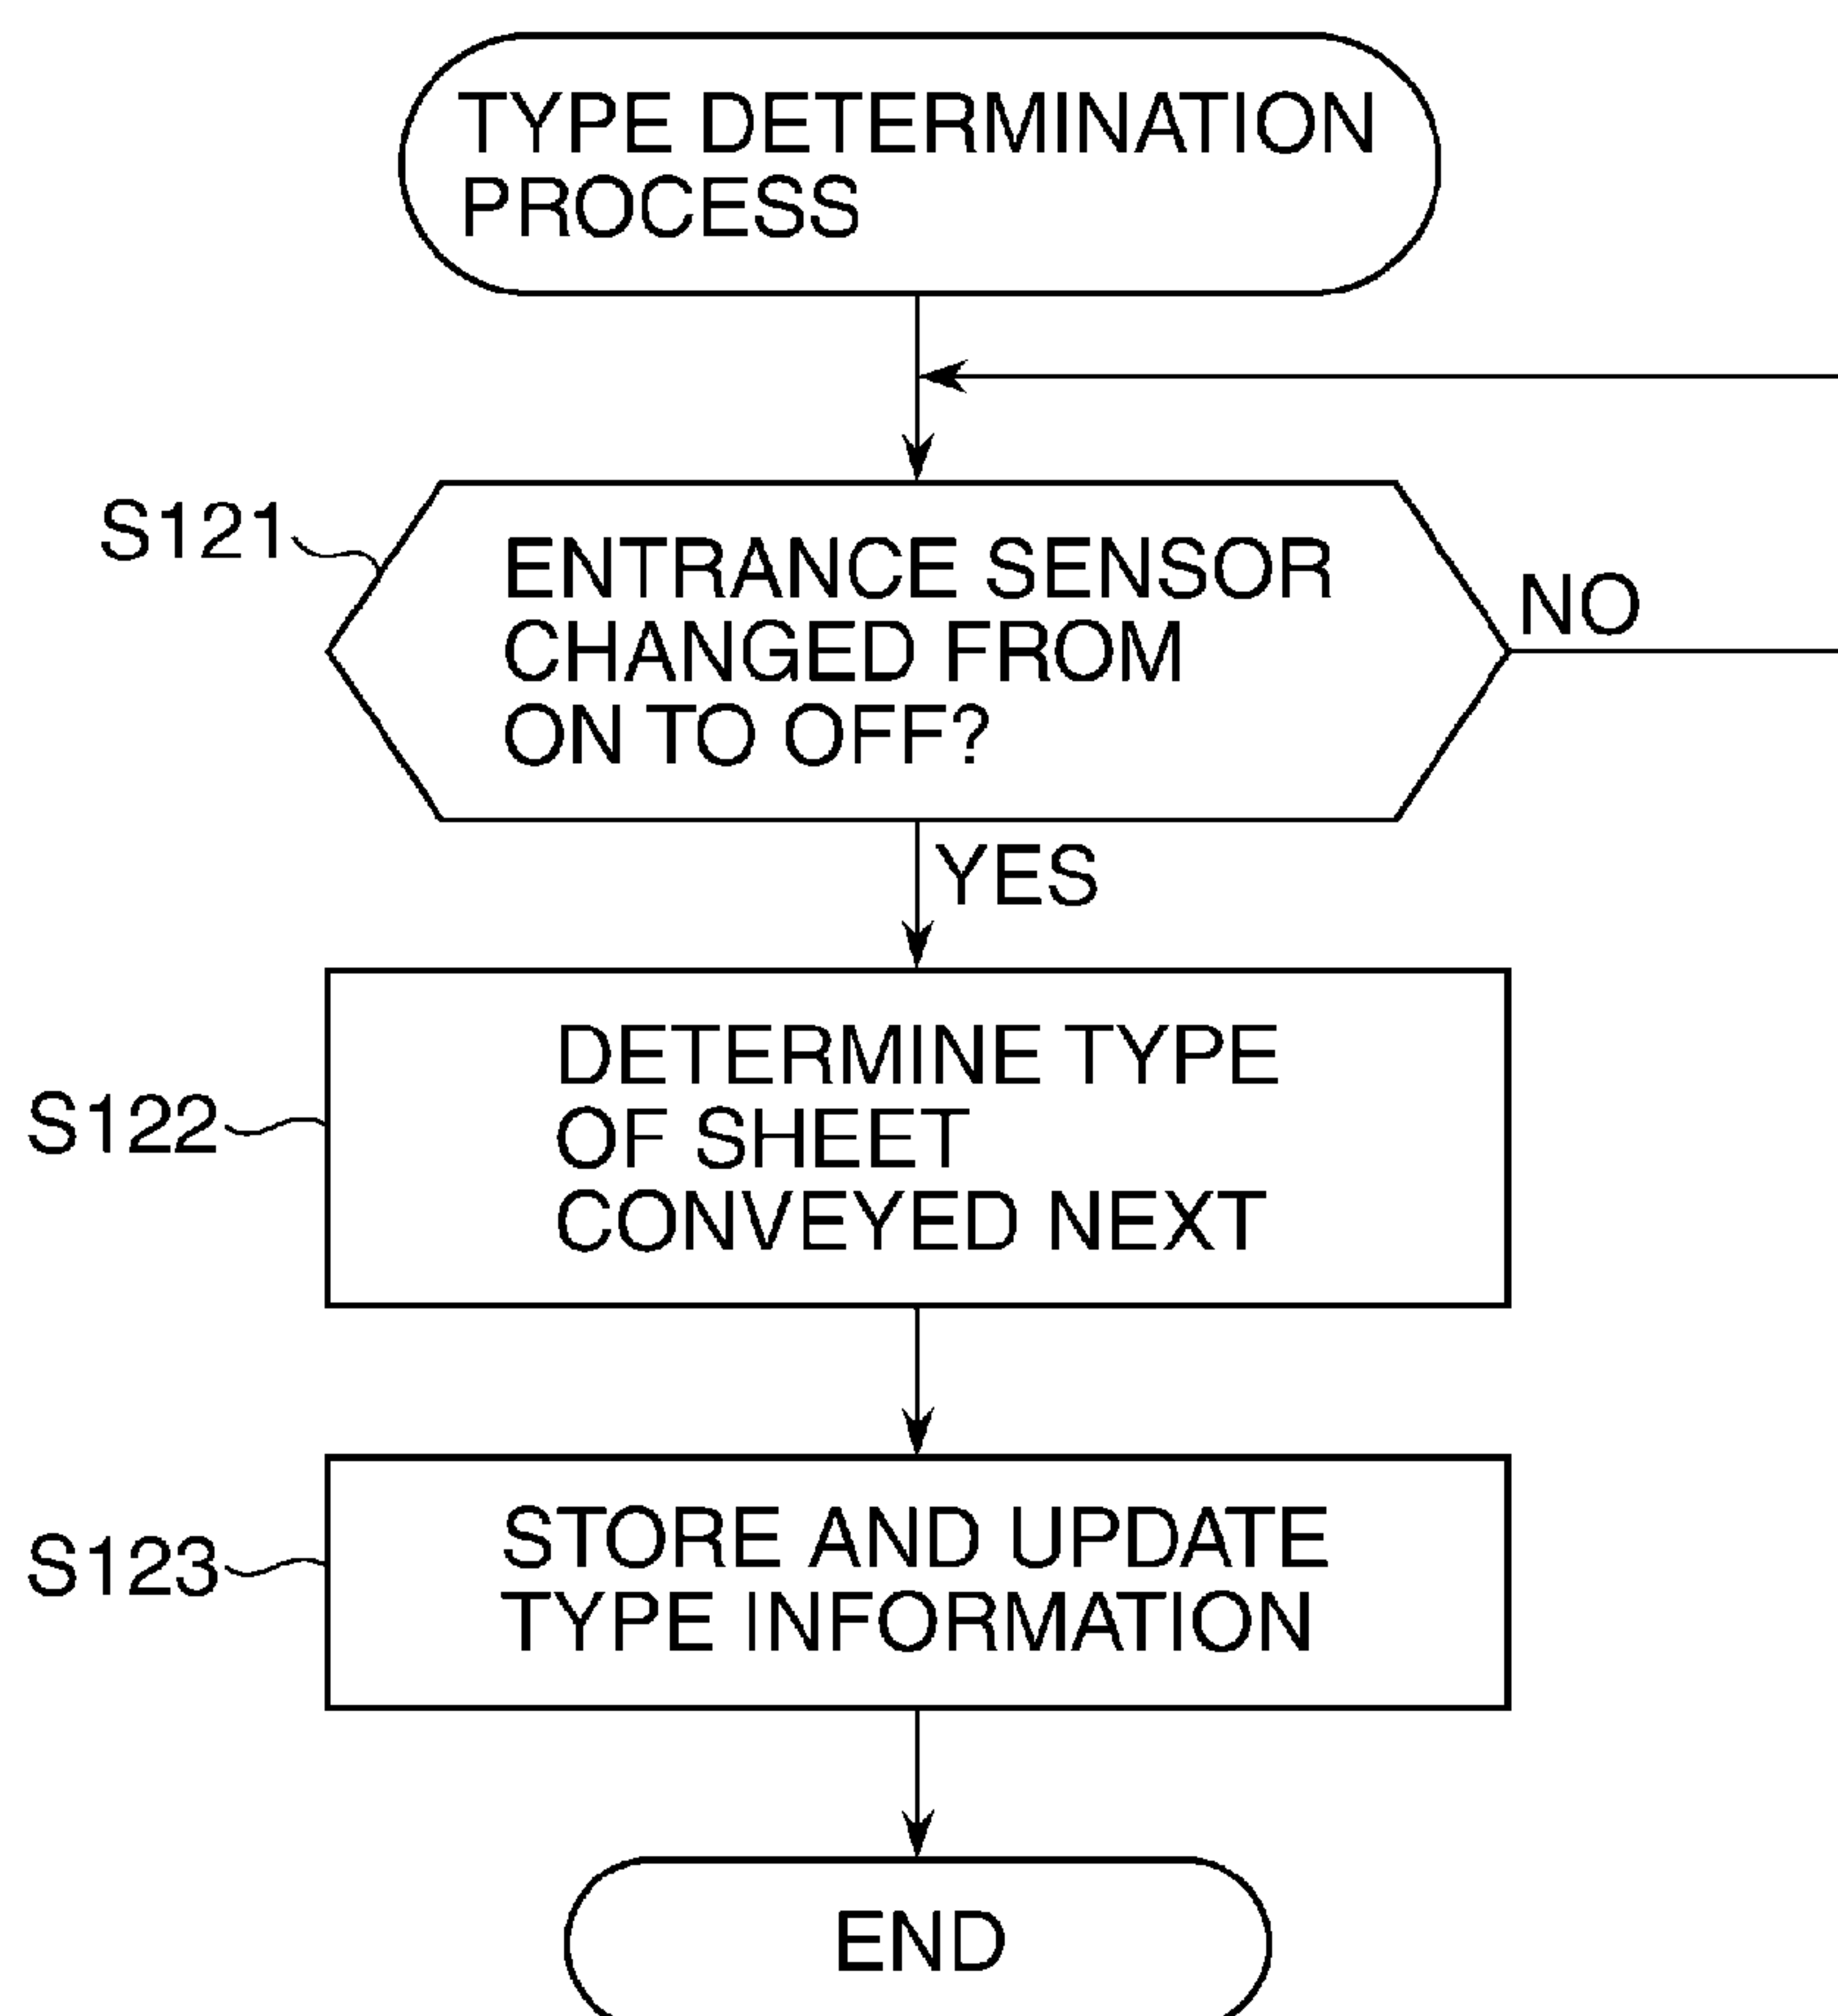 TYPE DETERMINATION
PROCESS
S121
ENTRANCE SENSOR
CHANGED FROM
ON TO OFF?
NO
YES
S122
DETERMINE TYPE
OF SHEET
CONVEYED NEXT
S123
STORE AND UPDATE
TYPE INFORMATION
END